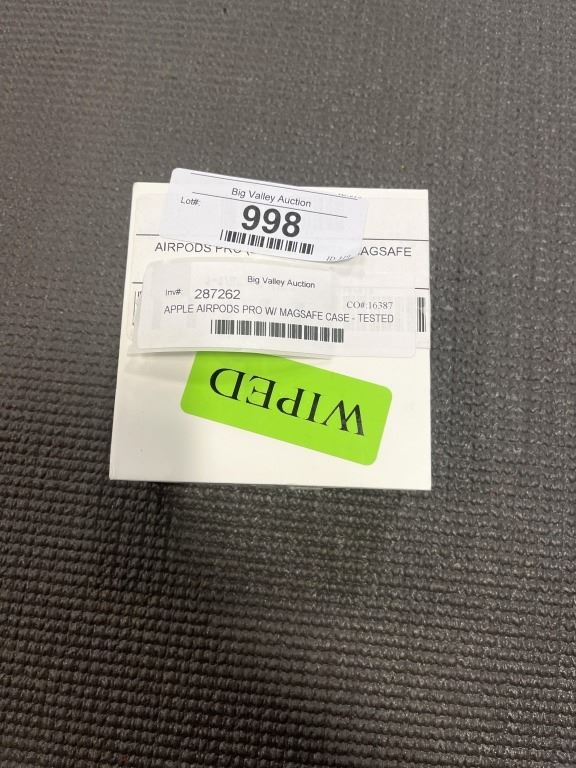 Big Valley Auction
Lot#:
998
AIRPODS PRO MAGSAFE
Big Valley Auction
Inv#: 287262
CO#:16387
APPLE AIRPODS PRO W/ MAGSAFE CASE - TESTED
WIPED